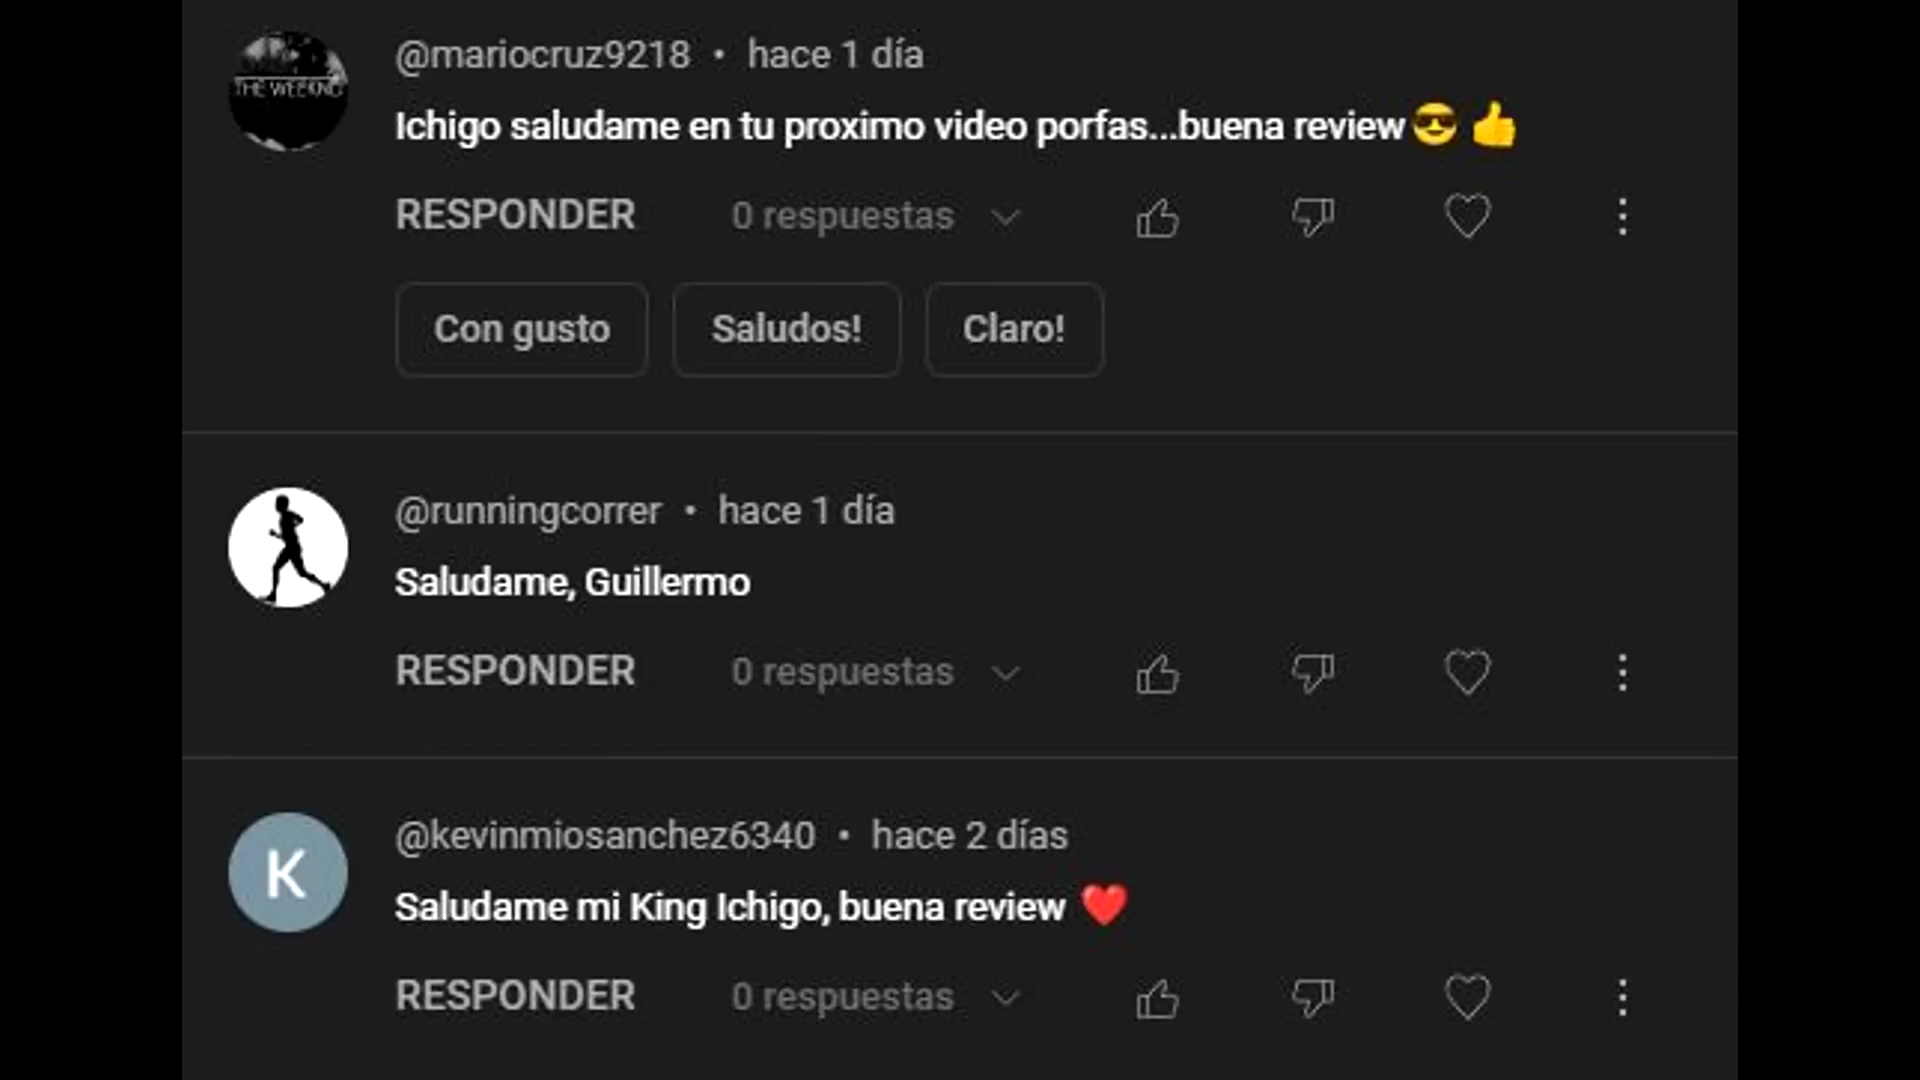 THE WEEKND
@mariocruz9218 • hace 1 día
Ichigo saludame en tu proximo video porfas...buena review😎 👍
RESPONDER 0 respuestas
Con gusto Saludos! Claro!
@runningcorrer • hace 1 día
Saludame, Guillermo
RESPONDER 0 respuestas
K
@kevinmiosanchez6340 • hace 2 días
Saludame mi King Ichigo, buena review ❤️
RESPONDER 0 respuestas